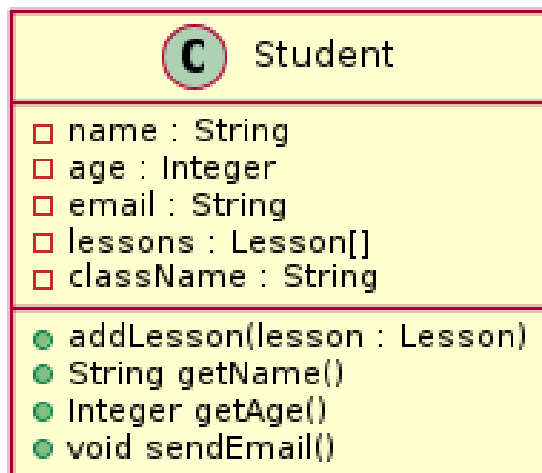 C Student
name : String
age : Integer
email : String
lessons : Lesson[]
className : String
addLesson(lesson : Lesson)
String getName()
Integer getAge()
void sendEmail()